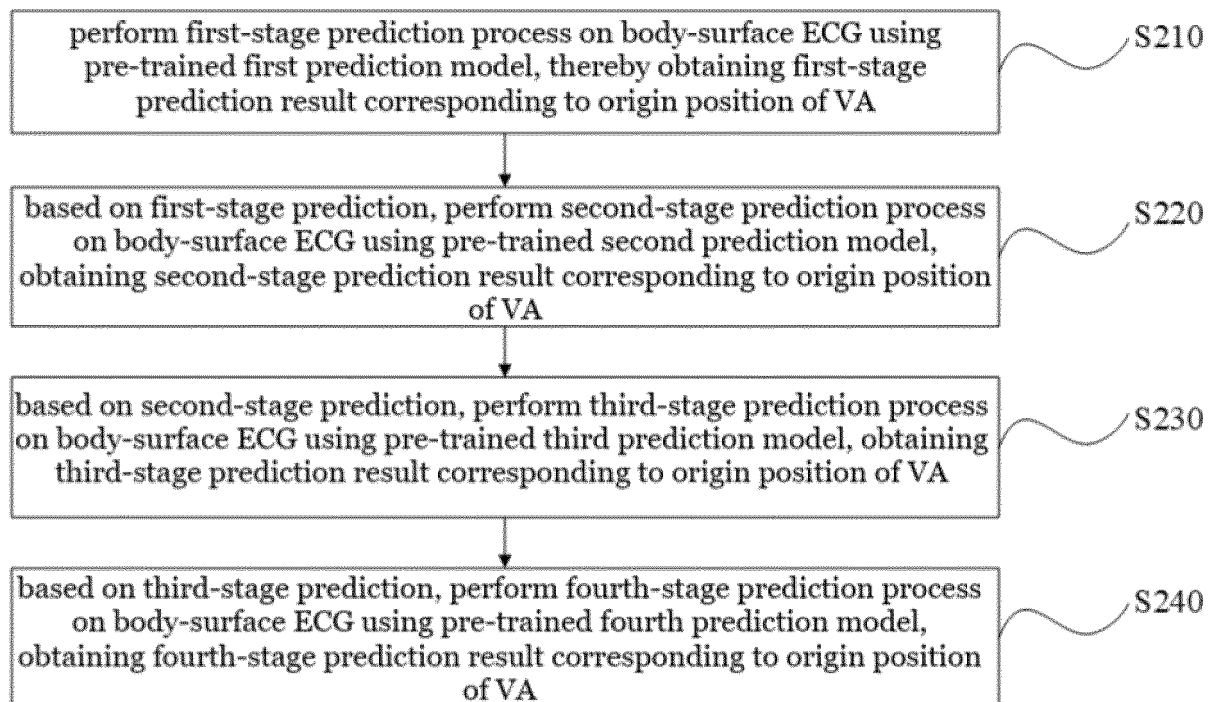 perform first-stage prediction process on body-surface ECG using
pre-trained first prediction model, thereby obtaining first-stage
prediction result corresponding to origin position of VA
S210
based on first-stage prediction, perform second-stage prediction process
on body-surface ECG using pre-trained second prediction model,
obtaining second-stage prediction result corresponding to origin position
of VA
S220
based on second-stage prediction, perform third-stage prediction process
on body-surface ECG using pre-trained third prediction model, obtaining
third-stage prediction result corresponding to origin position of VA
S230
based on third-stage prediction, perform fourth-stage prediction process
on body-surface ECG using pre-trained fourth prediction model,
obtaining fourth-stage prediction result corresponding to origin position
of VA
S240